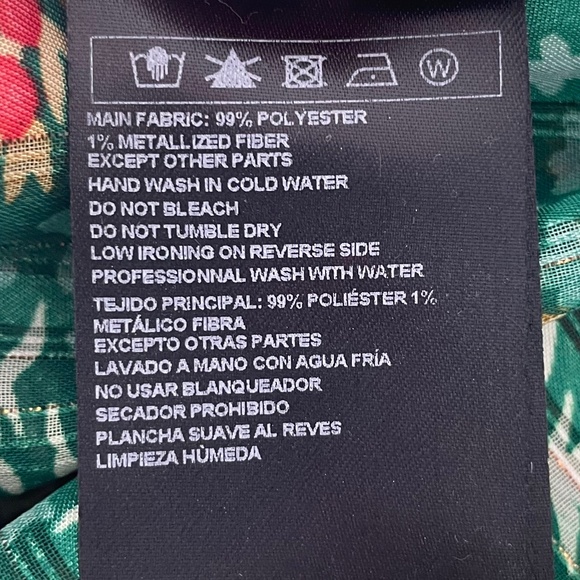 W
MAIN FABRIC: 99% POLYESTER
1% METALLIZED FIBER
EXCEPT OTHER PARTS
HAND WASH IN COLD WATER
DO NOT BLEACH
DO NOT TUMBLE DRY
LOW IRONING ON REVERSE SIDE
PROFESSIONNAL WASH WITH WATER
TEJIDO PRINCIPAL: 99% POLIÉSTER 1%
METÁLICO FIBRA
EXCEPTO OTRAS PARTES
LAVADO A MANO CON AGUA FRÍA
NO USAR BLANQUEADOR
SECADOR PROHIBIDO
PLANCHA SUAVE AL REVES
LIMPIEZA HÙMEDA